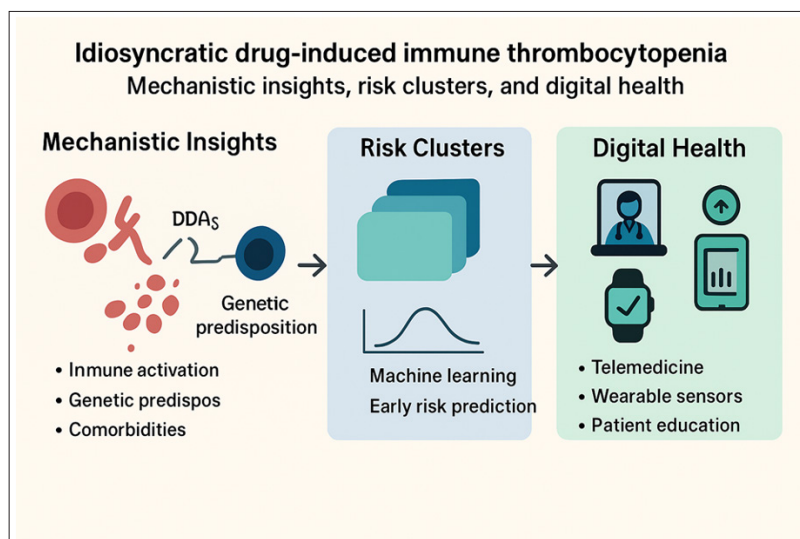 Idiosyncratic drug-induced immune thrombocytopenia
Mechanistic insights, risk clusters, and digital health
Mechanistic Insights
DDAs
Genetic
predisposition
• Inmune activation
• Genetic predispos
• Comorbidities
Risk Clusters
Machine learning
Early risk prediction
Digital Health
• Telemedicine
• Wearable sensors
• Patient education